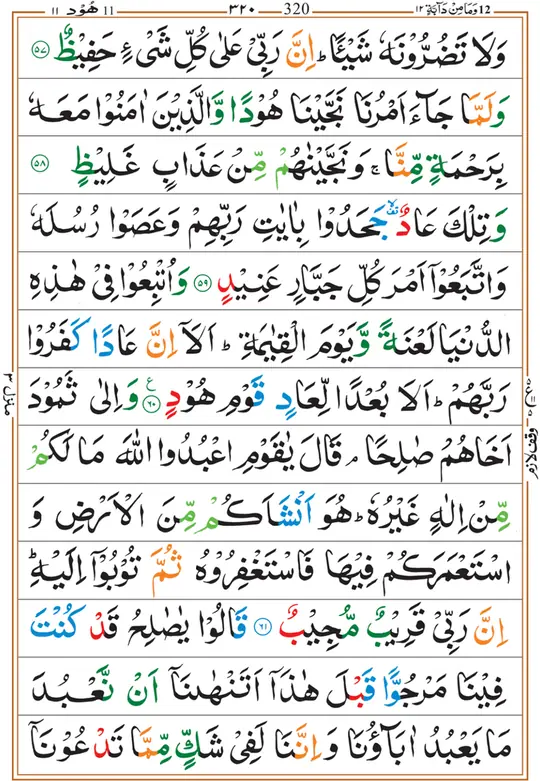 12 وَمَا مِنْ دَآبَّةٍ ١٢ 320 ٣٢٠ 11 هُوْد ١١
وَلَا تَضُرُّوْنَهٗ شَيْـًٔا ؕ اِنَّ رَبِّىْ عَلٰى كُلِّ شَىْءٍ حَفِيْظٌ ﴿٥٧﴾
وَلَمَّا جَآءَ اَمْرُنَا نَجَّيْنَا هُوْدًا وَّالَّذِيْنَ اٰمَنُوْا مَعَهٗ
بِرَحْمَةٍ مِّنَّا ۚ وَنَجَّيْنٰهُمْ مِّنْ عَذَابٍ غَلِيْظٍ ﴿٥٨﴾
وَتِلْكَ عَادٌ ۙ جَحَدُوْا بِاٰيٰتِ رَبِّهِمْ وَعَصَوْا رُسُلَهٗ
وَاتَّبَعُوْۤا اَمْرَ كُلِّ جَبَّارٍ عَنِيْدٍ ﴿٥٩﴾ وَاُتْبِعُوْا فِىْ هٰذِهِ
الدُّنْيَا لَعْنَةً وَّيَوْمَ الْقِيٰمَةِ ؕ اَلَاۤ اِنَّ عَادًا كَفَرُوْا
رَبَّهُمْ ؕ اَلَا بُعْدًا لِّعَادٍ قَوْمِ هُوْدٍ ﴿٦٠﴾ ع وَاِلٰى ثَمُوْدَ
اَخَاهُمْ صٰلِحًا ۘ قَالَ يٰقَوْمِ اعْبُدُوا اللّٰهَ مَا لَكُمْ
مِّنْ اِلٰهٍ غَيْرُهٗ ؕ هُوَ اَنْشَاَكُمْ مِّنَ الْاَرْضِ وَ
اسْتَعْمَرَكُمْ فِيْهَا فَاسْتَغْفِرُوْهُ ثُمَّ تُوْبُوْۤا اِلَيْهِ ؕ
اِنَّ رَبِّىْ قَرِيْبٌ مُّجِيْبٌ ﴿٦١﴾ قَالُوْا يٰصٰلِحُ قَدْ كُنْتَ
فِيْنَا مَرْجُوًّا قَبْلَ هٰذَاۤ اَتَنْهٰىنَاۤ اَنْ نَّعْبُدَ
مَا يَعْبُدُ اٰبَآؤُنَا وَاِنَّنَا لَفِىْ شَكٍّ مِّمَّا تَدْعُوْنَاۤ
منزل ٣
وقف لازم